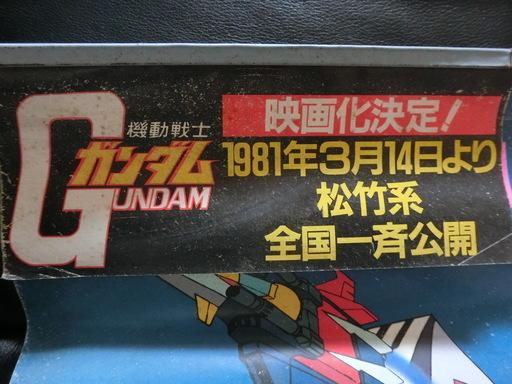 機動戦士
ガンダム
GUNDAM
映画化決定!
1981年3月14日より
松竹系
全国一斉公開